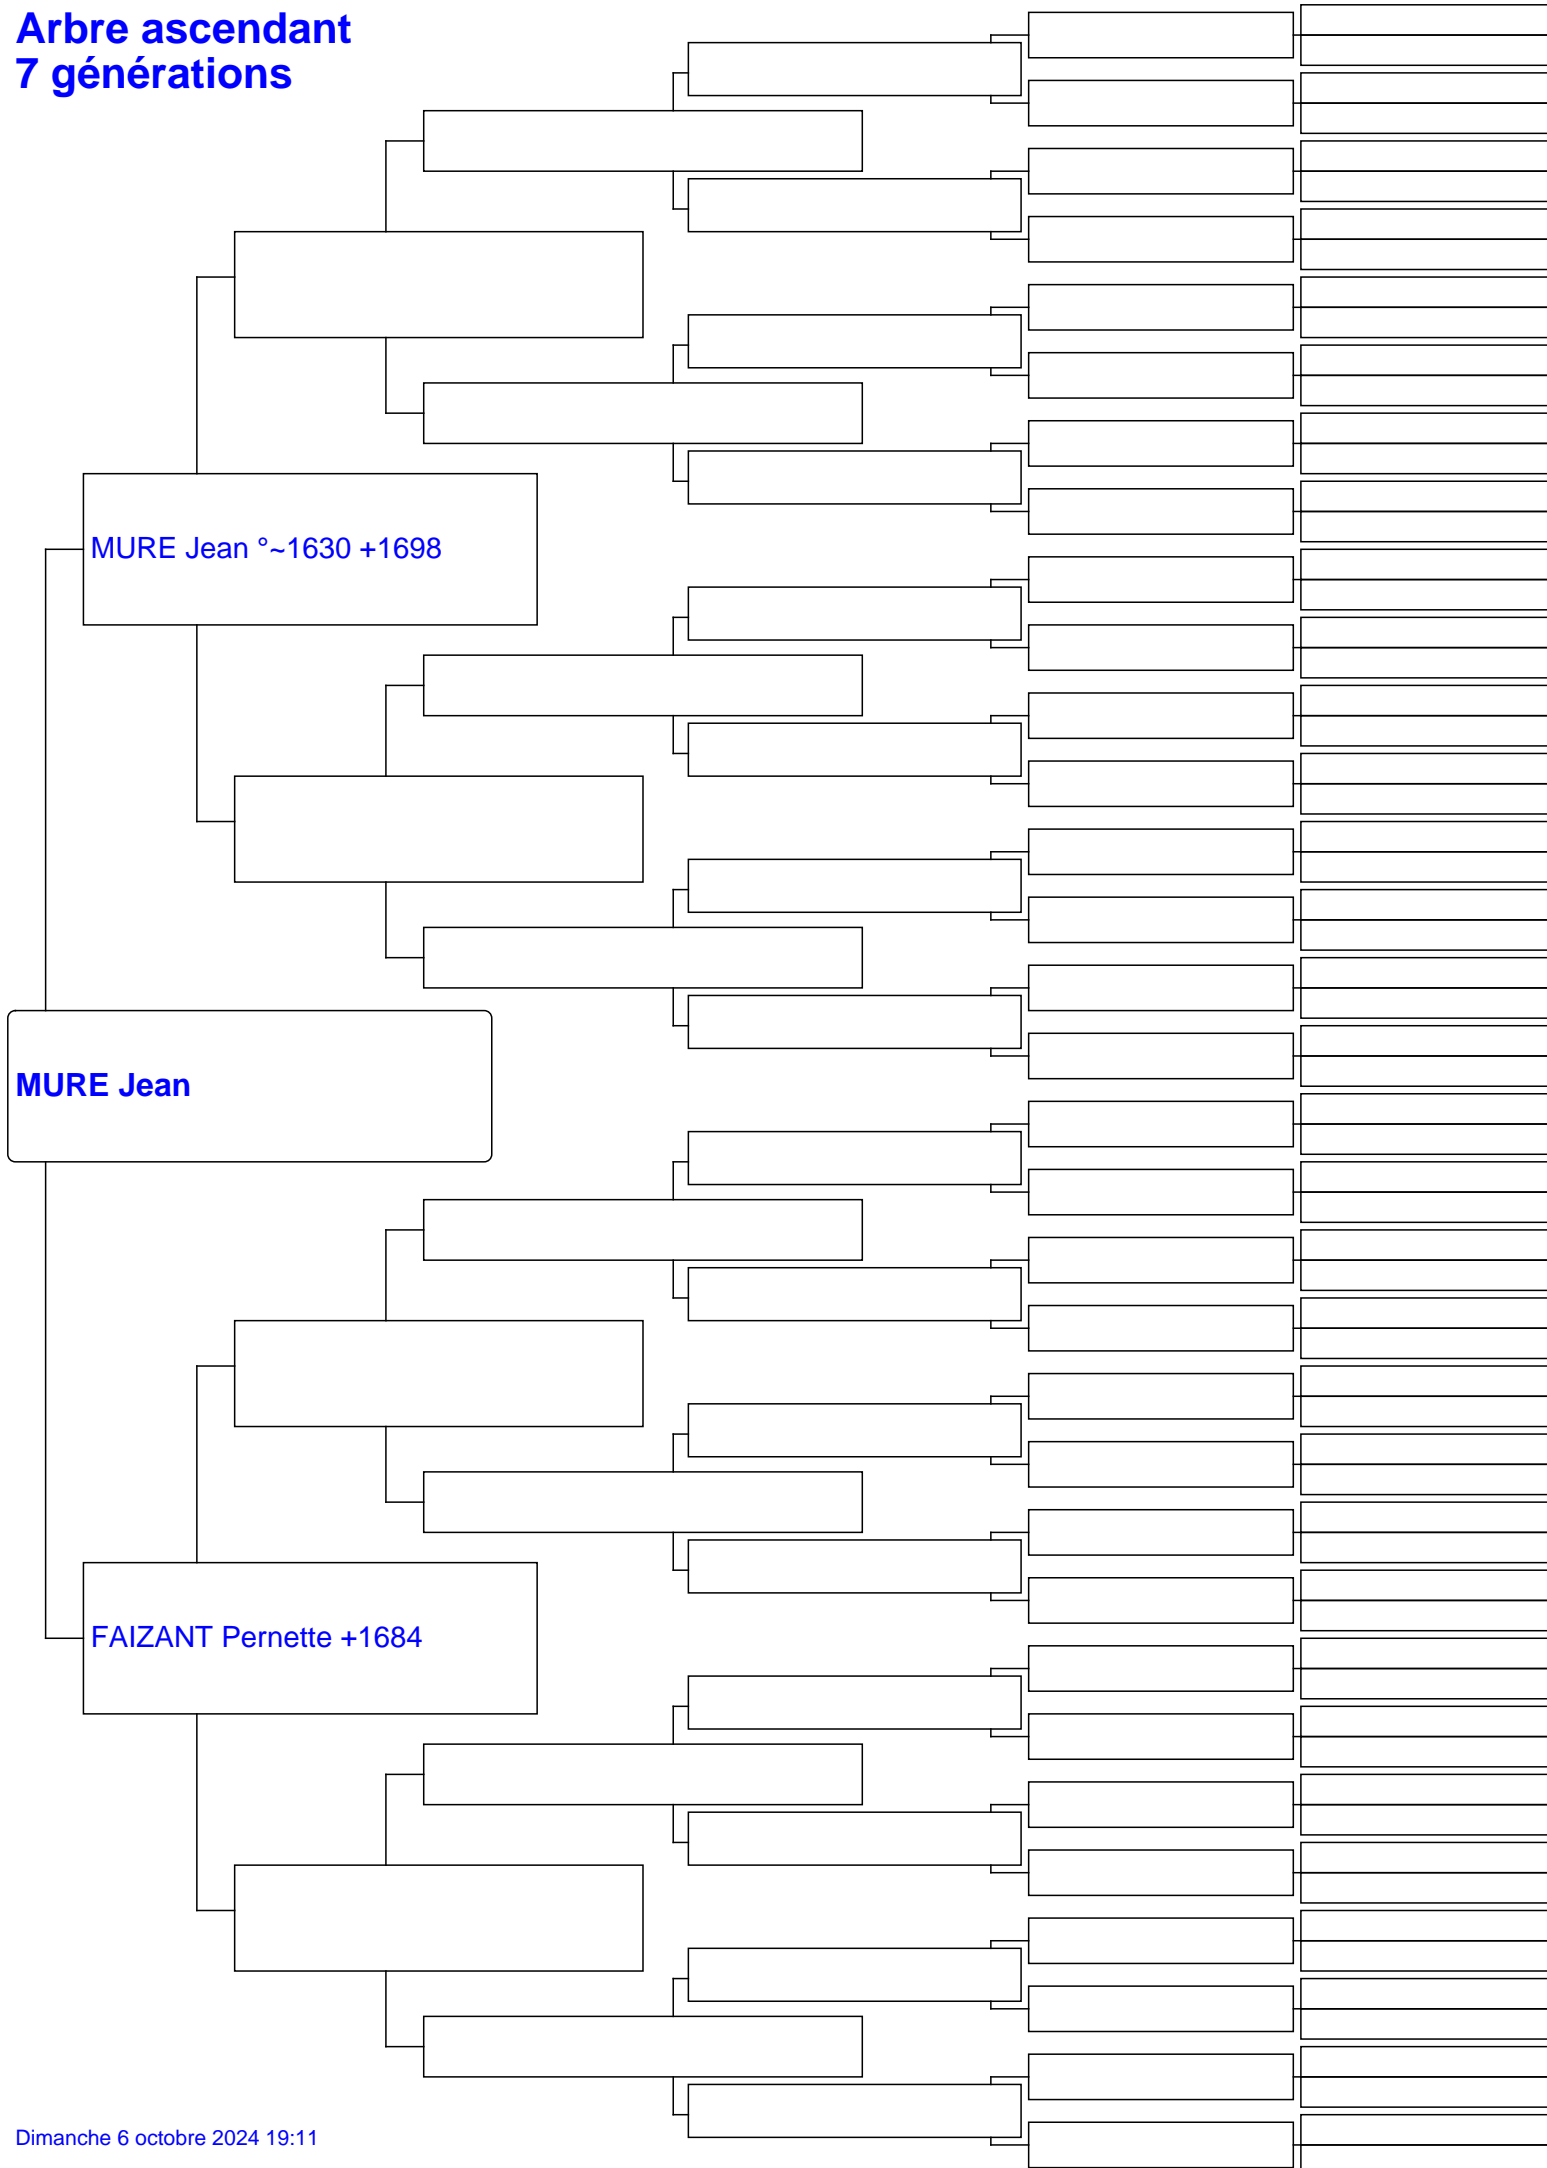 Arbre ascendant
7 générations
MURE Jean °~1630 +1698
MURE Jean
FAIZANT Pernette +1684
Dimanche 6 octobre 2024 19:11